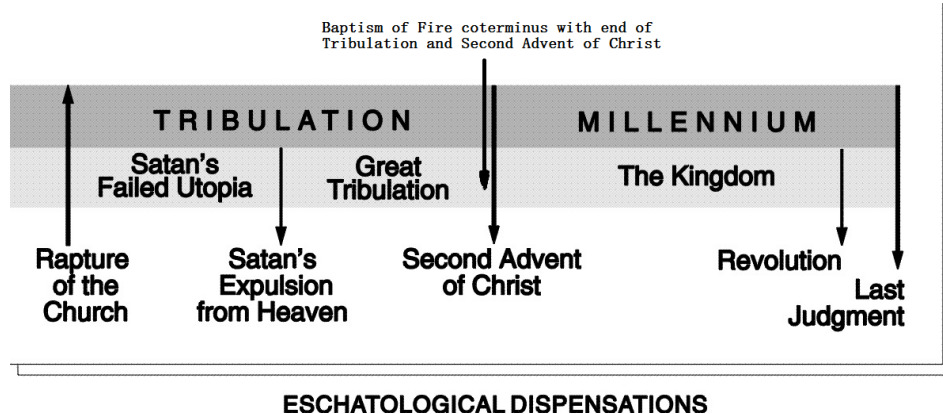 Baptism of Fire coterminus with end of
Tribulation and Second Advent of Christ
TRIBULATION
MILLENNIUM
Satan's
Failed Utopia
Great
Tribulation
The Kingdom
Rapture
of the
Church
Satan's
Expulsion
from Heaven
Second Advent
of Christ
Revolution
Last
Judgment
ESCHATOLOGICAL DISPENSATIONS